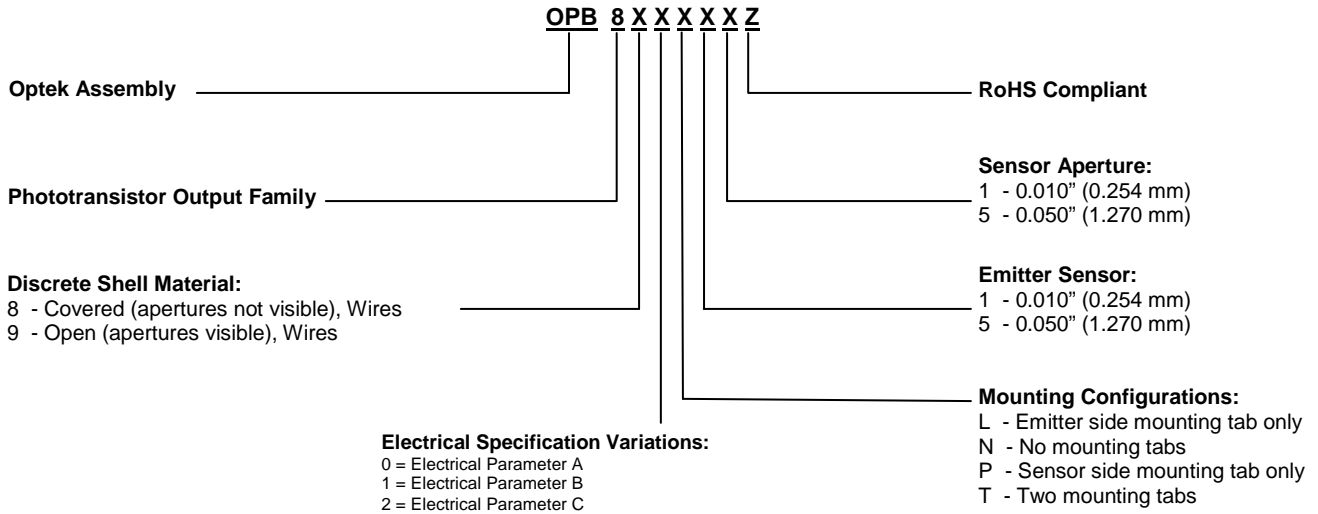 OPB 8 X X X X X Z
Optek Assembly
RoHS Compliant
Phototransistor Output Family
Sensor Aperture:
1 - 0.010” (0.254 mm)
5 - 0.050” (1.270 mm)
Discrete Shell Material:
8 - Covered (apertures not visible), Wires
9 - Open (apertures visible), Wires
Emitter Sensor:
1 - 0.010” (0.254 mm)
5 - 0.050” (1.270 mm)
Electrical Specification Variations:
0 = Electrical Parameter A
1 = Electrical Parameter B
2 = Electrical Parameter C
Mounting Configurations:
L - Emitter side mounting tab only
N - No mounting tabs
P - Sensor side mounting tab only
T - Two mounting tabs